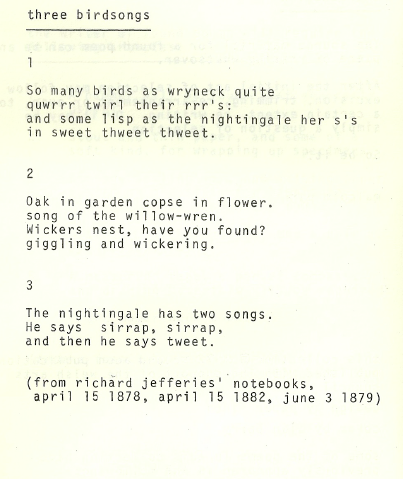 three birdsongs
1
So many birds as wryneck quite
quwrrr twirl their rrr's:
and some lisp as the nightingale her s's
in sweet thweet thweet.
2
Oak in garden copse in flower.
song of the willow-wren.
Wickers nest, have you found?
giggling and wickering.
3
The nightingale has two songs.
He says  sirrap, sirrap,
and then he says tweet.
(from richard jefferies' notebooks,
april 15 1878, april 15 1882, june 3 1879)